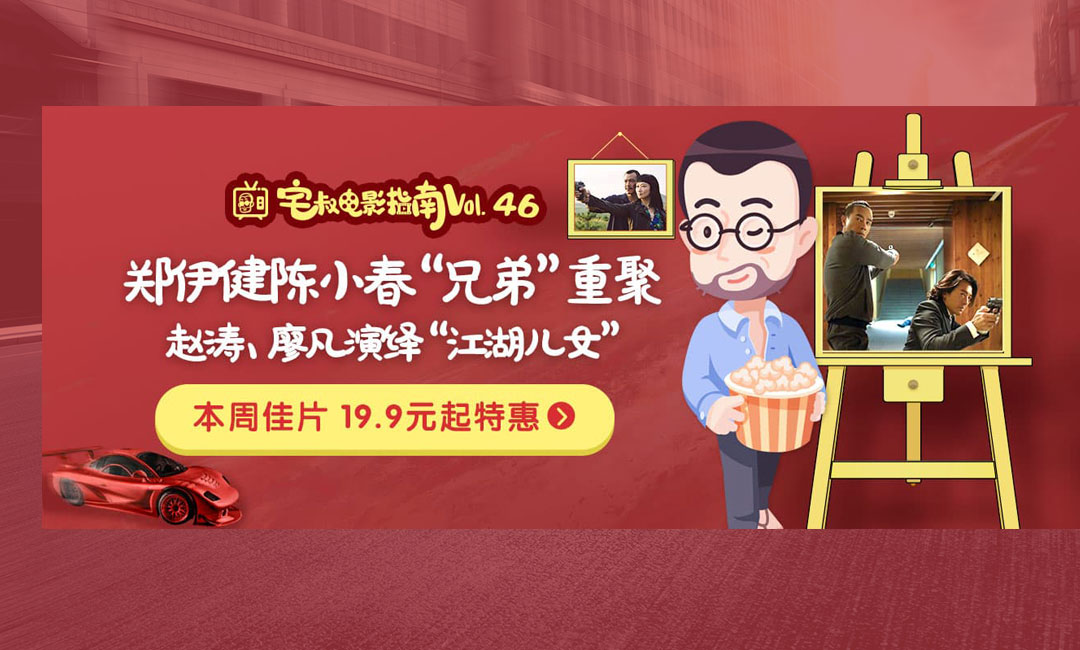 宅叔电影指南Vol. 46
郑伊健陈小春“兄弟”重聚
赵涛、廖凡演绎“江湖儿女”
本周佳片 19.9元起特惠